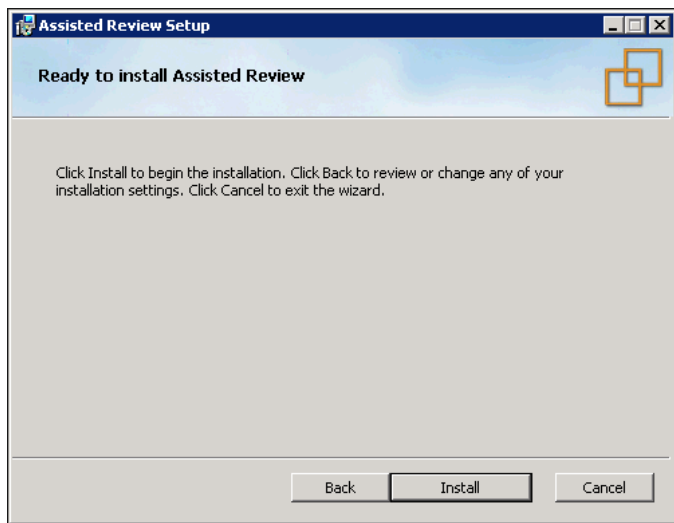 Assisted Review Setup
Ready to install Assisted Review
Click Install to begin the installation. Click Back to review or change any of your
installation settings. Click Cancel to exit the wizard.
Back Install Cancel